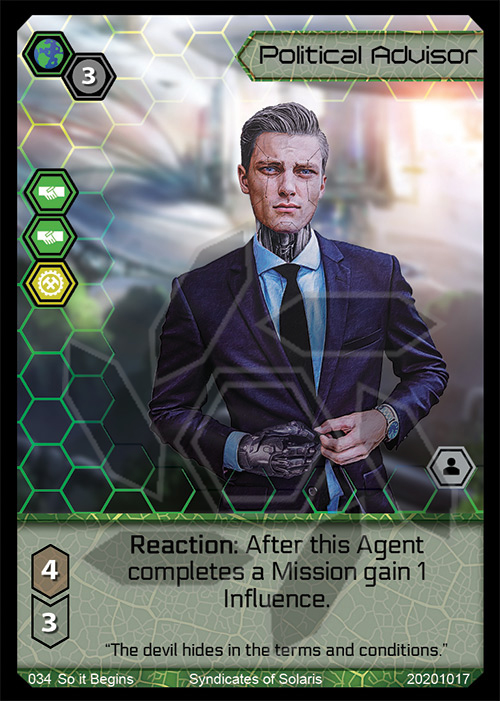 Political Advisor
3
Reaction: After this Agent
completes a Mission gain 1
Influence.
4
3
“The devil hides in the terms and conditions.”
034 So it Begins Syndicates of Solaris 20201017